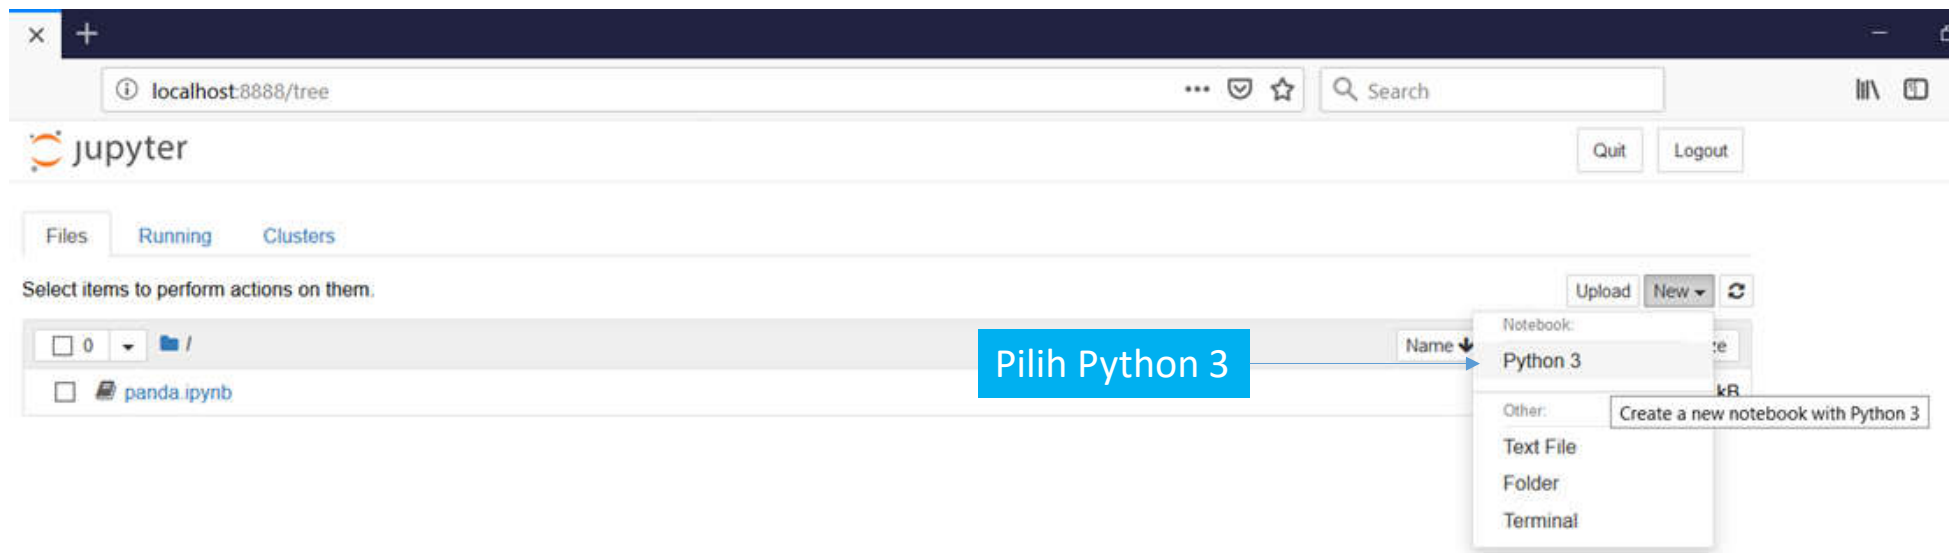 localhost:8888/tree
Search
jupyter
Quit
Logout
Files
Running
Clusters
Select items to perform actions on them.
Upload
New
0
/
Name
Notebook:
Python 3
Pilih Python 3
panda.ipynb
kB
Other:
Create a new notebook with Python 3
Text File
Folder
Terminal